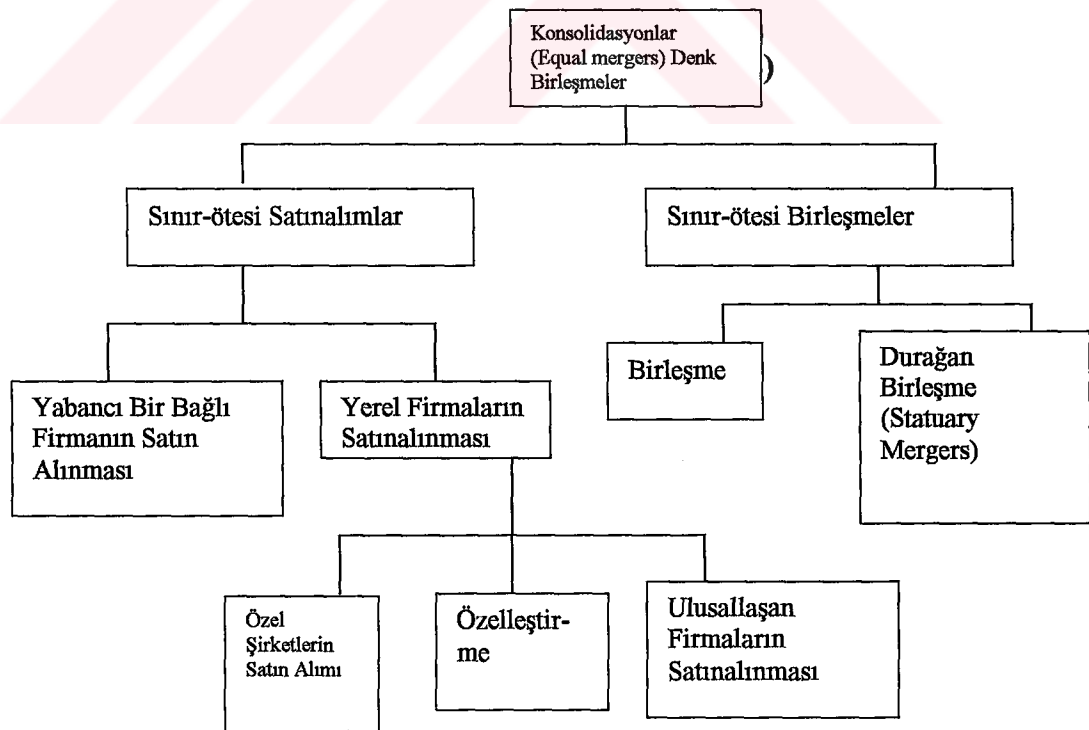 Konsolidasyonlar
(Equal mergers) Denk
Birleşmeler
)
Sınır-ötesi Satınalımlar
Sınır-ötesi Birleşmeler
Yabancı Bir Bağlı
Firmanın Satın
Alınması
Yerel Firmaların
Satınalınması
Birleşme
Durağan
Birleşme
(Statuary
Mergers)
Özel
Şirketlerin
Satın Alımı
Özelleştir-
me
Ulusallaşan
Firmaların
Satınalınması